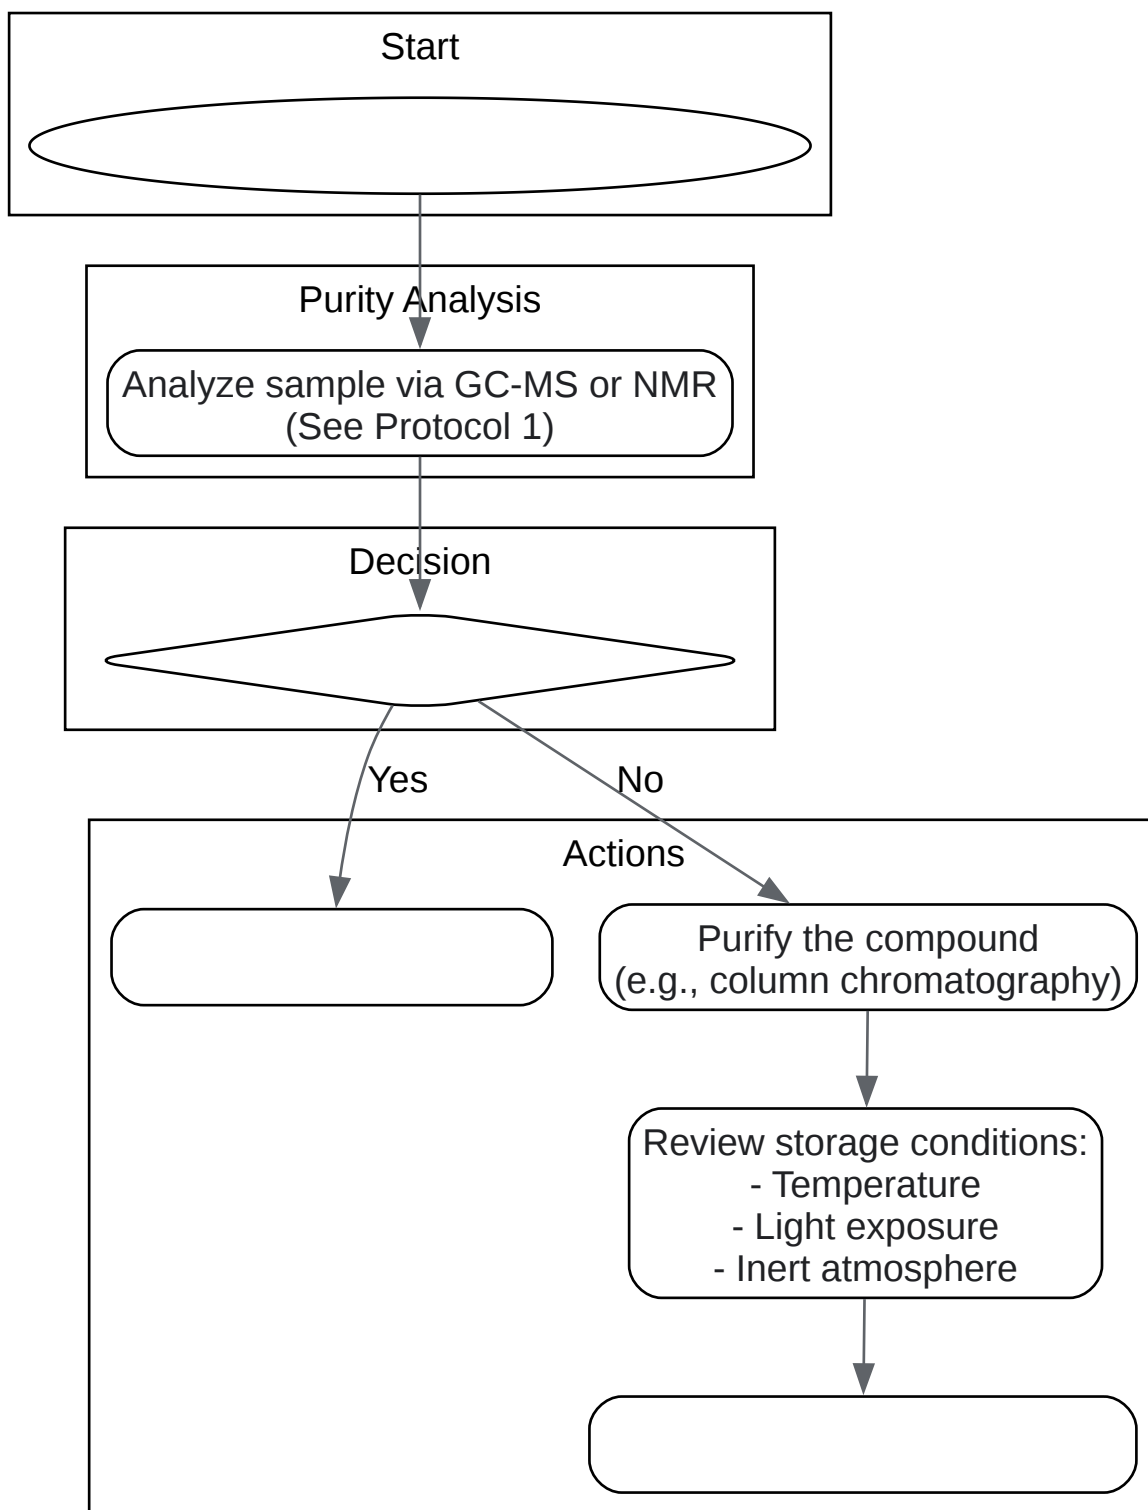 Start
Purity Analysis
Analyze sample via GC-MS or NMR
(See Protocol 1)
Decision
Yes
No
Actions
Purify the compound
(e.g., column chromatography)
Review storage conditions:
- Temperature
- Light exposure
- Inert atmosphere